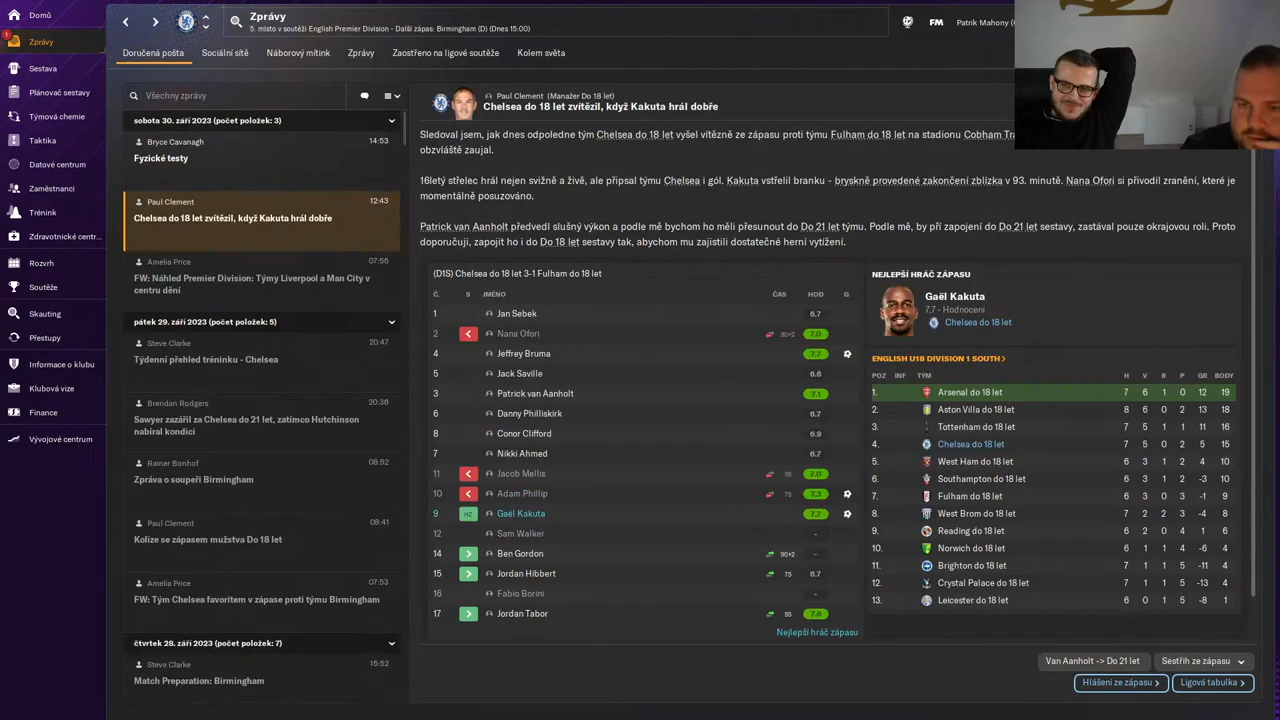 Domů
1
Zprávy
Sestava
Plánovač sestavy
Týmová chemie
Taktika
Datové centrum
Zaměstnanci
Trénink
Zdravotnické centr...
Rozvrh
Soutěže
Skauting
Přestupy
Informace o klubu
Klubová vize
Finance
Vývojové centrum
Zprávy
5. místo v soutěži English Premier Division - Další zápas: Birmingham (D) (Dnes 15:00)
FM
Patrik Mahony (
Doručená pošta
Sociální sítě
Náborový mítink
Zprávy
Zaostřeno na ligové soutěže
Kolem světa
Všechny zprávy
sobota 30. září 2023 (počet položek: 3)
Bryce Cavanagh 14:53
Fyzické testy
Paul Clement 12:43
Chelsea do 18 let zvítězil, když Kakuta hrál dobře
Amelia Price 07:56
FW: Náhled Premier Division: Týmy Liverpool a Man City v
centru dění
pátek 29. září 2023 (počet položek: 5)
Steve Clarke 20:47
Týdenní přehled tréninku - Chelsea
Brendan Rodgers 20:36
Sawyer zazářil za Chelsea do 21 let, zatímco Hutchinson
nabíral kondici
Rainer Bonhof 08:52
Zpráva o soupeři Birmingham
Paul Clement 08:41
Kolize se zápasem mužstva Do 18 let
Amelia Price 07:53
FW: Tým Chelsea favoritem v zápase proti týmu Birmingham
čtvrtek 28. září 2023 (počet položek: 7)
Steve Clarke 16:52
Match Preparation: Birmingham
Paul Clement (Manažer Do 18 let)
Chelsea do 18 let zvítězil, když Kakuta hrál dobře
Sledoval jsem, jak dnes odpoledne tým Chelsea do 18 let vyšel vítězně ze zápasu proti týmu Fulham do 18 let na stadionu Cobham Tra
obzvláště zaujal.
16letý střelec hrál nejen svižně a živě, ale připsal týmu Chelsea i gól. Kakuta vstřelil branku - bryskně provedené zakončení zblízka v 93. minutě. Nana Ofori si přivodil zranění, které je
momentálně posuzováno.
Patrick van Aanholt předvedl slušný výkon a podle mě bychom ho měli přesunout do Do 21 let týmu. Podle mě, by při zapojení do Do 21 let sestavy, zastával pouze okrajovou roli. Proto
doporučuji, zapojit ho i do Do 18 let sestavy tak, abychom mu zajistili dostatečné herní vytížení.
(D1S) Chelsea do 18 let 3-1 Fulham do 18 let
Č. S JMÉNO ČAS HOD G
1 Jan Sebek 6.7
2 Nana Ofori 90+2 7.0
4 Jeffrey Bruma 7.7
5 Jack Saville 6.6
3 Patrick van Aanholt 7.1
6 Danny Philliskirk 6.7
8 Conor Clifford 6.9
7 Nikki Ahmed 6.7
11 Jacob Mellis 55 7.0
10 Adam Phillip 75 7.3
9 HZ Gaël Kakuta 7.7
12 Sam Walker -
14 Ben Gordon 90+2 -
15 Jordan Hibbert 75 6.7
16 Fabio Borini -
17 Jordan Tabor 55 7.6
Nejlepší hráč zápasu
NEJLEPŠÍ HRÁČ ZÁPASU
Gaël Kakuta
7,7 - Hodnocení
Chelsea do 18 let
ENGLISH U18 DIVISION 1 SOUTH
POZ INF TÝM H V R P GR BODY
1. Arsenal do 18 let 7 6 1 0 12 19
2. Aston Villa do 18 let 8 6 0 2 13 18
3. Tottenham do 18 let 7 5 1 1 11 16
4. Chelsea do 18 let 7 5 0 2 5 15
5. West Ham do 18 let 6 3 1 2 4 10
6. Southampton do 18 let 6 3 1 2 -3 10
7. Fulham do 18 let 6 3 0 3 -1 9
8. West Brom do 18 let 7 2 2 3 -4 8
9. Reading do 18 let 6 2 0 4 1 6
10. Norwich do 18 let 6 1 1 4 -6 4
11. Brighton do 18 let 7 1 1 5 -11 4
12. Crystal Palace do 18 let 7 1 1 5 -13 4
13. Leicester do 18 let 6 0 1 5 -8 1
Van Aanholt -> Do 21 let
Sestřih ze zápasu
Hlášení ze zápasu
Ligová tabulka